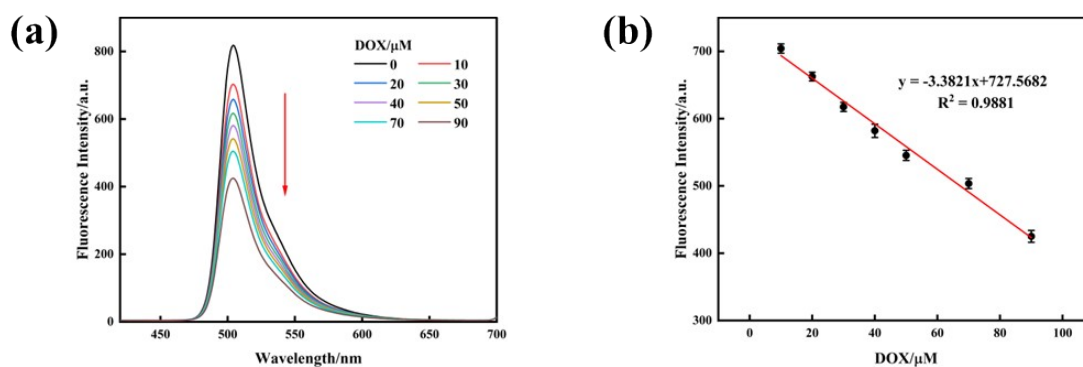 (a)
Fluorescence Intensity/a.u.
800
600
400
200
0
450
500
550
600
650
700
Wavelength/nm
DOX/μM
0 10
20 30
40 50
70 90
(b)
Fluorescence Intensity/a.u.
700
600
500
400
300
0
20
40
60
80
100
DOX/μM
y = -3.3821x+727.5682
R² = 0.9881